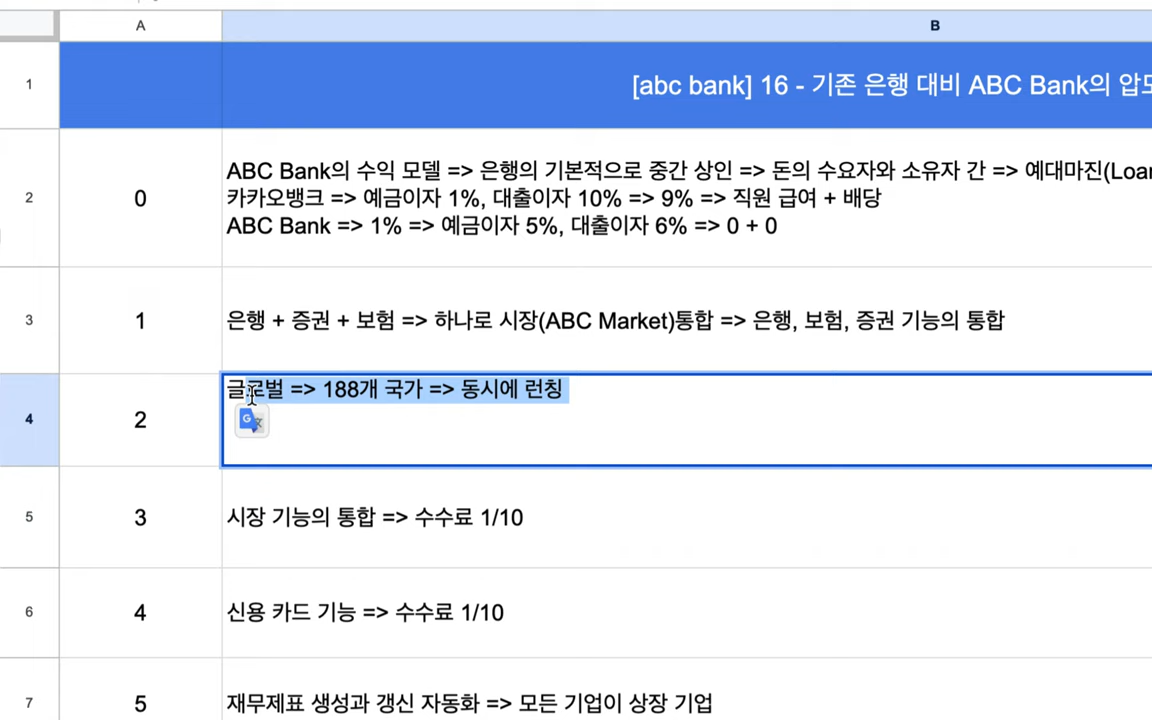 A
B
1
[abc bank] 16 - 기존 은행 대비 ABC Bank의
2
0
ABC Bank의 수익 모델 => 은행의 기본적으로 중간 상인 => 돈의 수요자와 소유자 간 =>
카카오뱅크 => 예금이자 1%, 대출이자 10% => 9% => 직원 급여 + 배당
ABC Bank => 1% => 예금이자 5%, 대출이자 6% => 0 + 0
3
1
은행 + 증권 + 보험 => 하나로 시장(ABC Market)통합 => 은행, 보험, 증권 기능의 통합
4
2
글로벌 => 188개 국가 => 동시에 런칭
5
3
시장 기능의 통합 => 수수료 1/10
6
4
신용 카드 기능 => 수수료 1/10
7
5
재무제표 생성과 갱신 자동화 => 모든 기업이 상장 기업